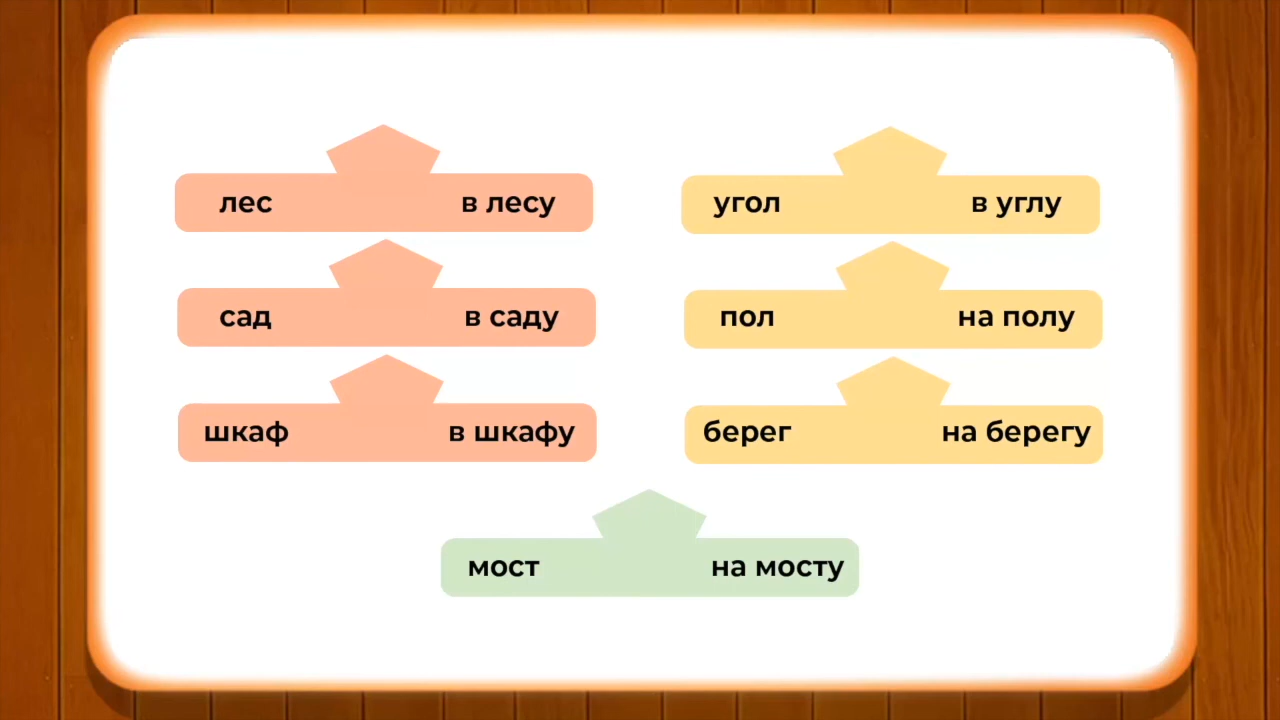 лес в лесу
угол в углу
сад в саду
пол на полу
шкаф в шкафу
берег на берегу
мост на мосту